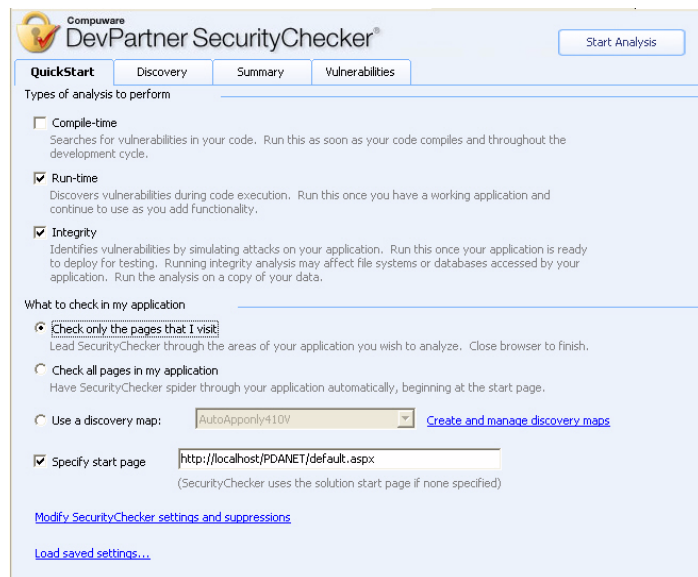 Compuware
DevPartner SecurityChecker®
Start Analysis
QuickStart
Discovery
Summary
Vulnerabilities
Types of analysis to perform
Compile-time
Searches for vulnerabilities in your code. Run this as soon as your code compiles and throughout the
development cycle.
Run-time
Discovers vulnerabilities during code execution. Run this once you have a working application and
continue to use as you add functionality.
Integrity
Identifies vulnerabilities by simulating attacks on your application. Run this once your application is ready
to deploy for testing. Running integrity analysis may affect file systems or databases accessed by your
application. Run the analysis on a copy of your data.
What to check in my application
Check only the pages that I visit
Lead SecurityChecker through the areas of your application you wish to analyze. Close browser to finish.
Check all pages in my application
Have SecurityChecker spider through your application automatically, beginning at the start page.
Use a discovery map:
AutoApponly410V
Create and manage discovery maps
Specify start page
http://localhost/PDANET/default.aspx
(SecurityChecker uses the solution start page if none specified)
Modify SecurityChecker settings and suppressions
Load saved settings...